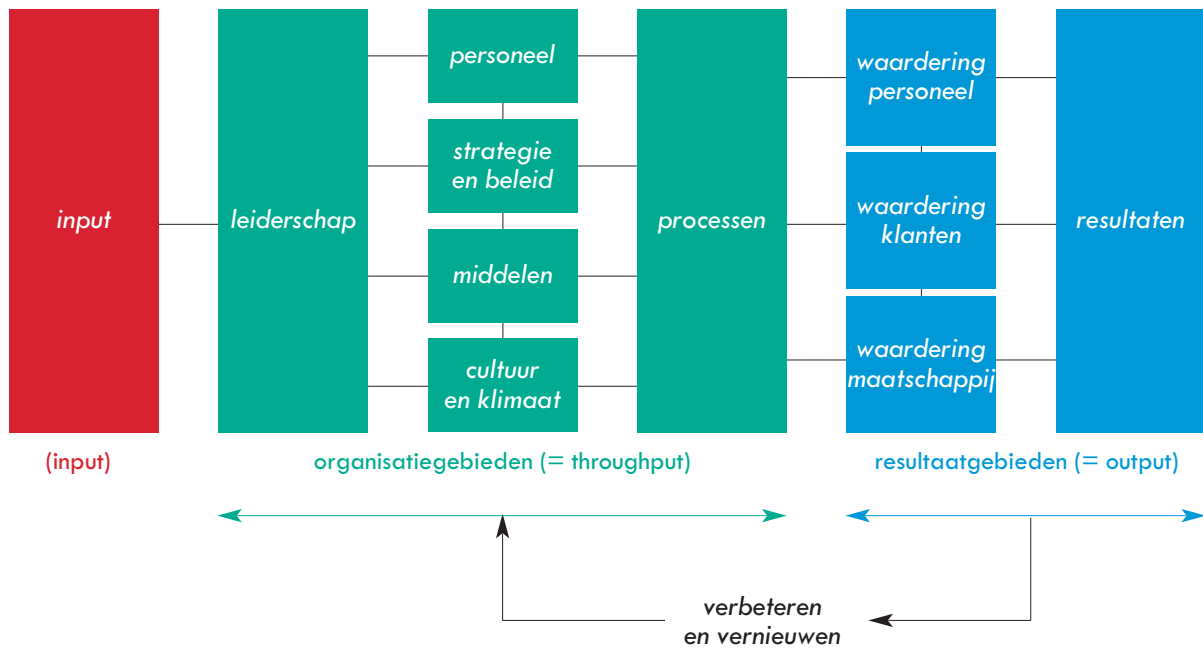 input
leiderschap
personeel
strategie
en beleid
middelen
cultuur
en klimaat
processen
waardering
personeel
waardering
klanten
waardering
maatschappij
resultaten
(input)
organisatiegebieden (= throughput)
resultaatgebieden (= output)
verbeteren
en vernieuwen